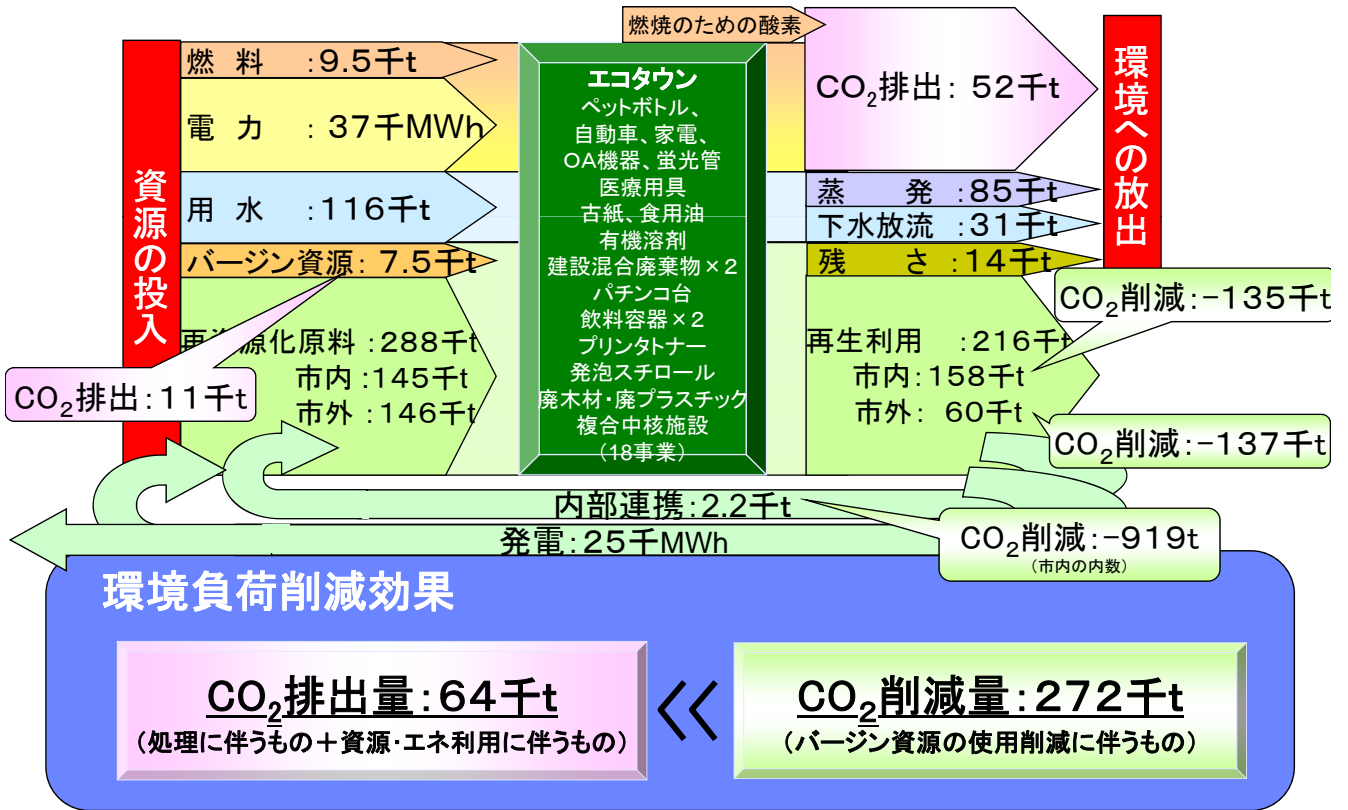 燃焼のための酸素
資源の投入
燃 料 :9.5千t
電 力 : 37千MWh
用 水 :116千t
バージン資源: 7.5千t
源化原料 :288千t
市内 :145千t
市外 :146千t
CO₂排出:11千t
エコタウン
ペットボトル、
自動車、家電、
OA機器、蛍光管
医療用具
古紙、食用油
有機溶剤
建設混合廃棄物×2
パチンコ台
飲料容器×2
プリンタトナー
発泡スチロール
廃木材・廃プラスチック
複合中核施設
(18事業)
CO₂排出: 52千t
蒸 発 :85千t
下水放流 :31千t
残 さ :14千t
再生利用 :216千t
市内:158千t
市外: 60千t
環境への放出
CO₂削減:-135千t
CO₂削減:-137千t
内部連携:2.2千t
CO₂削減:-919t
(市内の内数)
発電:25千MWh
環境負荷削減効果
CO₂排出量:64千t
(処理に伴うもの+資源・エネ利用に伴うもの)
<<
CO₂削減量:272千t
(バージン資源の使用削減に伴うもの)